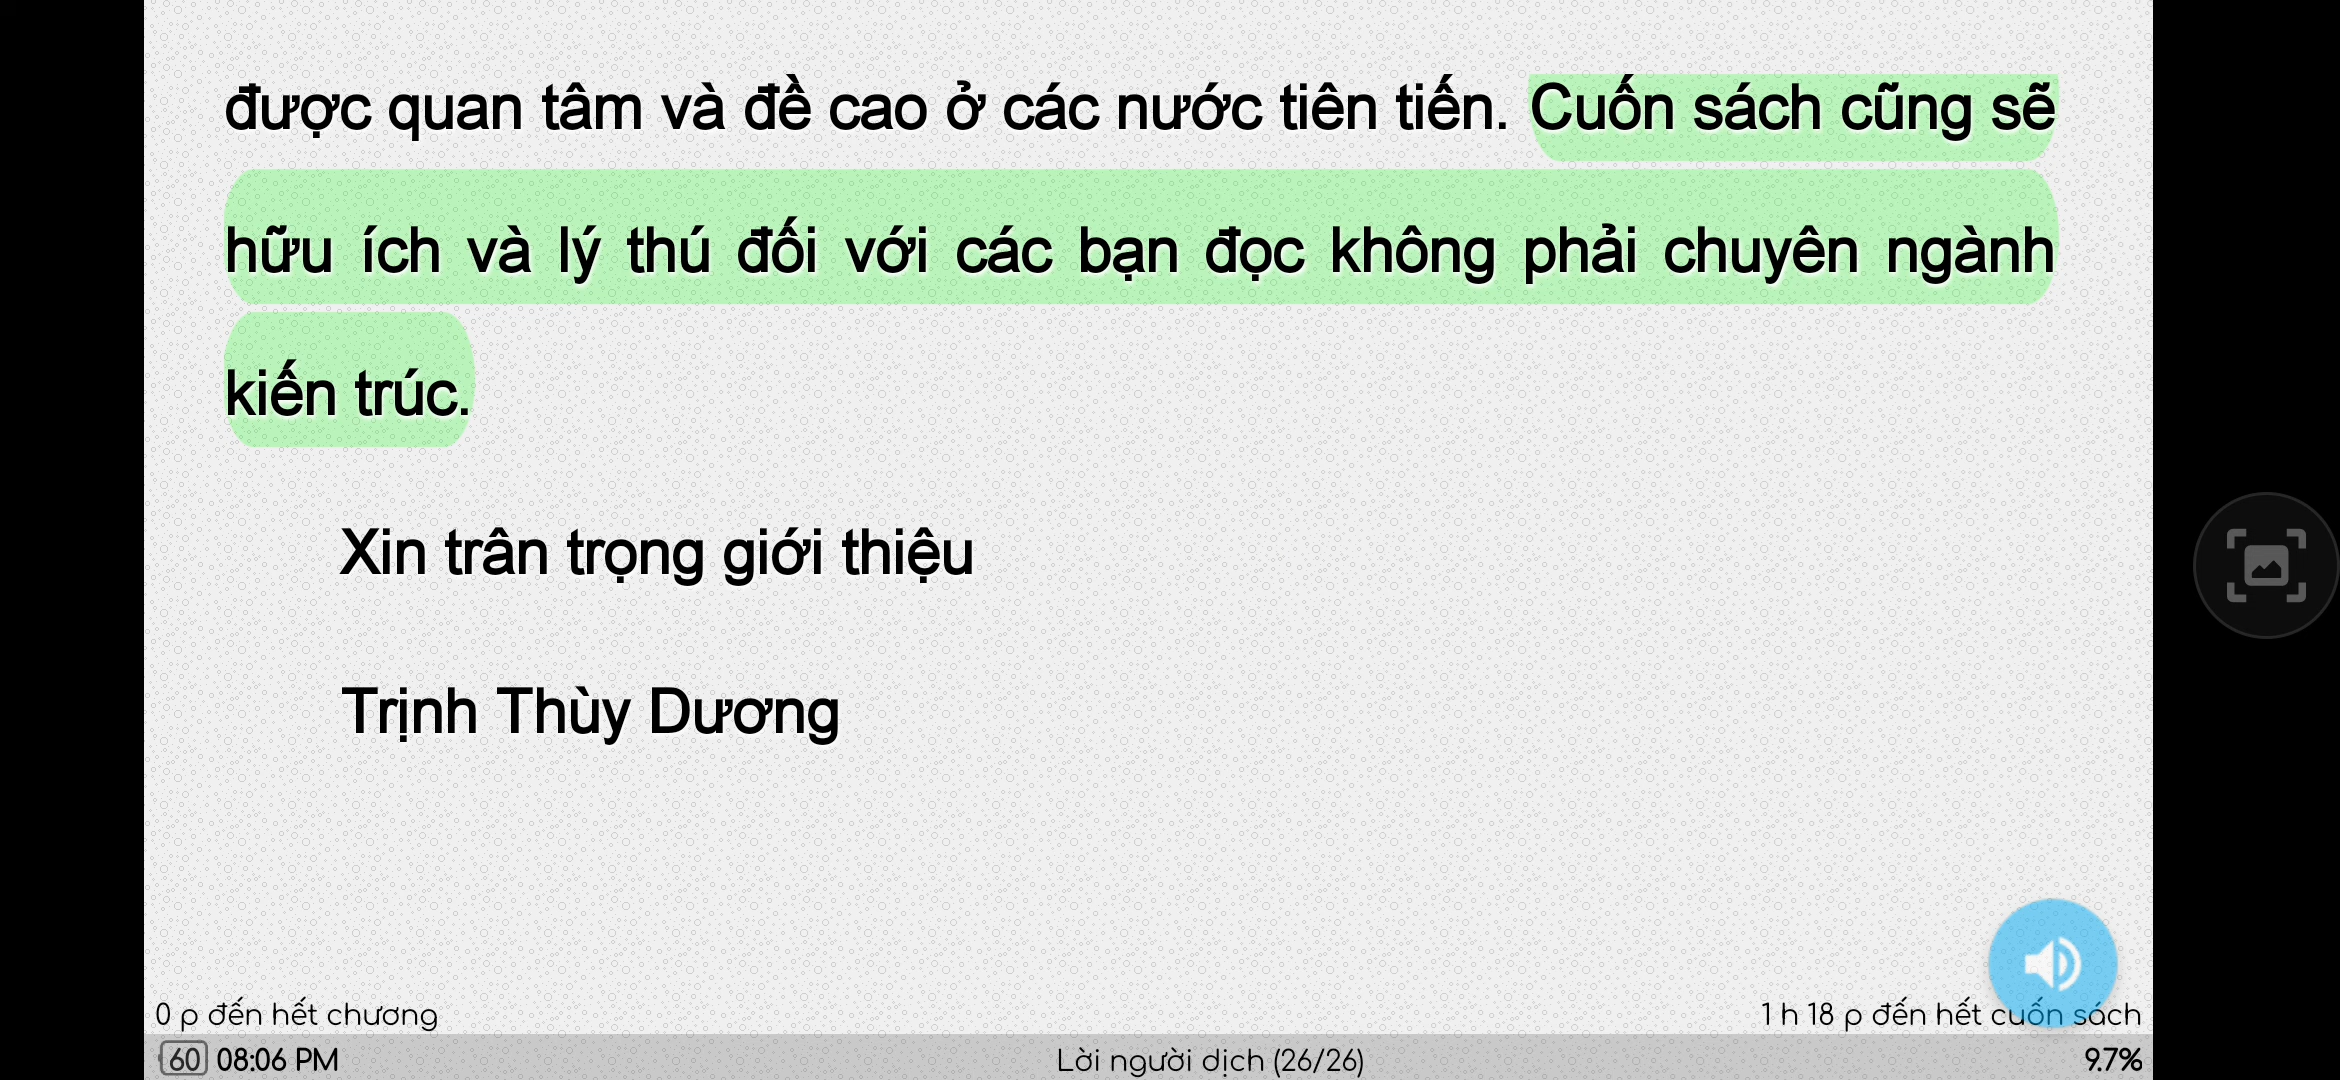 được quan tâm và đề cao ở các nước tiên tiến. Cuốn sách cũng sẽ
hữu ích và lý thú đối với các bạn đọc không phải chuyên ngành
kiến trúc.
Xin trân trọng giới thiệu
Trịnh Thùy Dương
0 p đến hết chương
1 h 18 p đến hết cuốn sách
60 08:06 PM
Lời người dịch (26/26)
9.7%